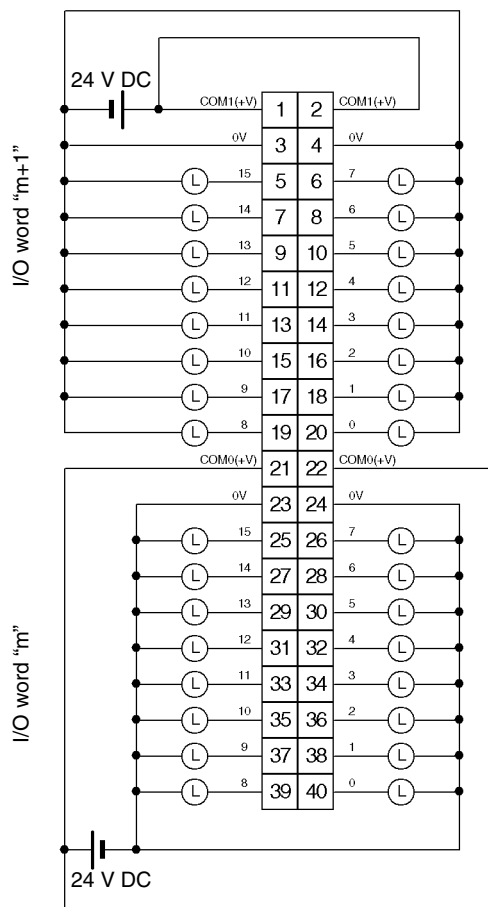 24 V DC
COM1(+V) 1 2 COM1(+V)
0V 3 4 0V
L 15 5 6 7 L
L 14 7 8 6 L
L 13 9 10 5 L
L 12 11 12 4 L
L 11 13 14 3 L
L 10 15 16 2 L
L 9 17 18 1 L
L 8 19 20 0 L
I/O word “m+1”
COM0(+V) 21 22 COM0(+V)
0V 23 24 0V
L 15 25 26 7 L
L 14 27 28 6 L
L 13 29 30 5 L
L 12 31 32 4 L
L 11 33 34 3 L
L 10 35 36 2 L
L 9 37 38 1 L
L 8 39 40 0 L
I/O word “m”
24 V DC